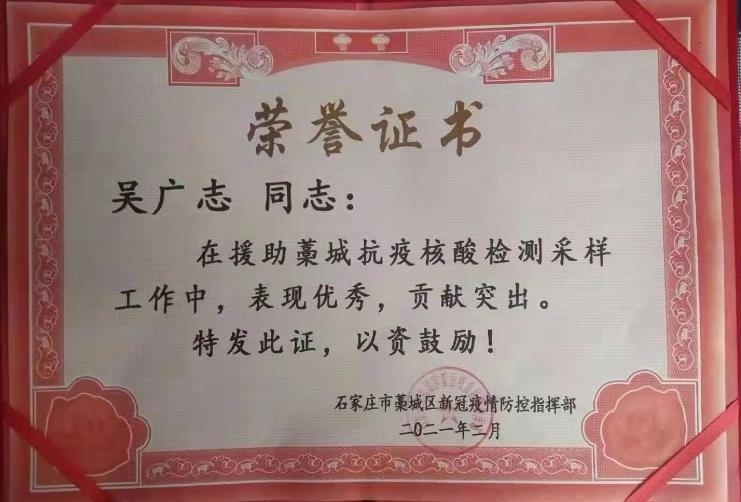 荣誉证书
吴广志 同志：
在援助藁城抗疫核酸检测采样
工作中，表现优秀，贡献突出。
特发此证，以资鼓励！
石家庄市藁城区新冠疫情防控指挥部
二〇二一年二月